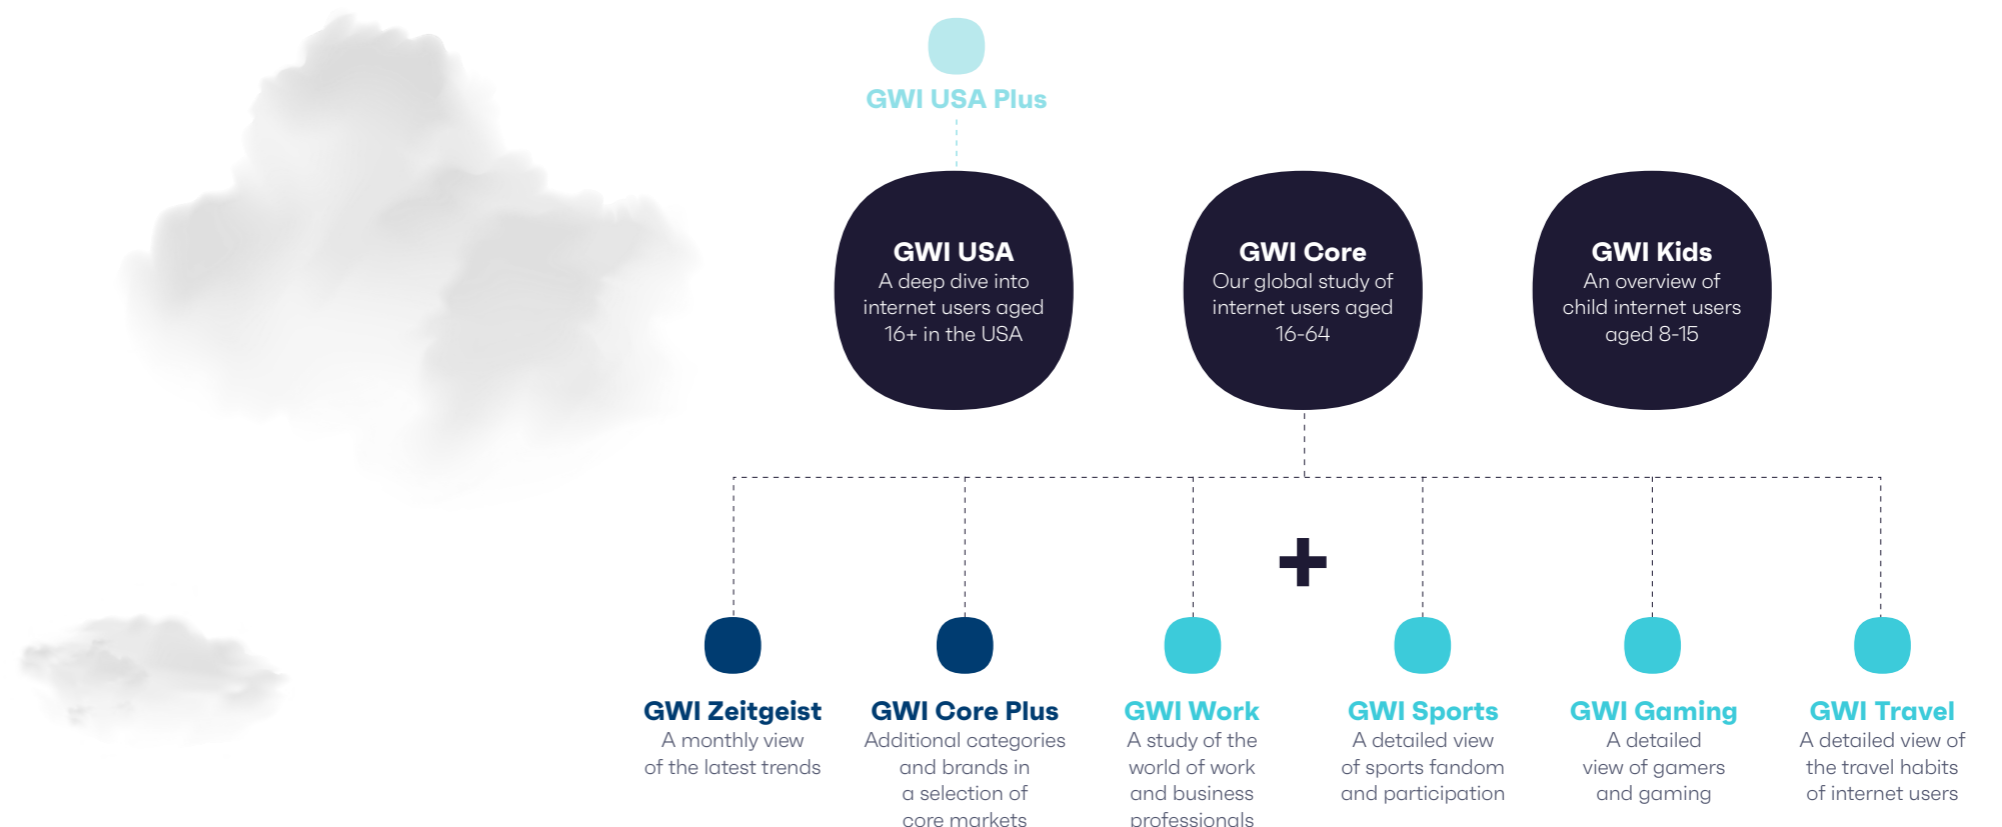 GWI USA Plus
GWI USA
A deep dive into
internet users aged
16+ in the USA
GWI Core
Our global study of
internet users aged
16-64
GWI Kids
An overview of
child internet users
aged 8-15
+
GWI Zeitgeist
A monthly view
of the latest trends
GWI Core Plus
Additional categories
and brands in
a selection of
core markets
GWI Work
A study of the
world of work
and business
professionals
GWI Sports
A detailed view
of sports fandom
and participation
GWI Gaming
A detailed
view of gamers
and gaming
GWI Travel
A detailed view of
the travel habits
of internet users